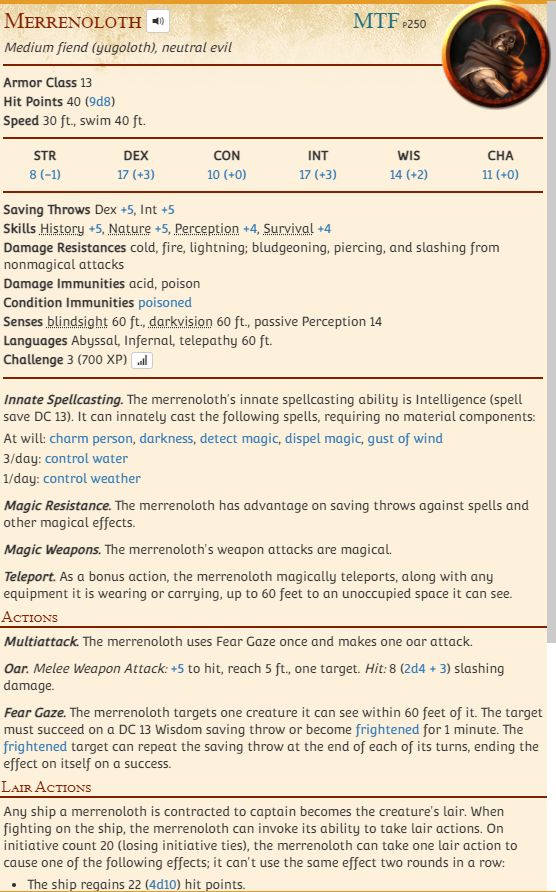 Merrenoloth MTF P250
Medium fiend (yugoloth), neutral evil
Armor Class 13
Hit Points 40 (9d8)
Speed 30 ft., swim 40 ft.
STR DEX CON INT WIS CHA
8 (−1) 17 (+3) 10 (+0) 17 (+3) 14 (+2) 11 (+0)
Saving Throws Dex +5, Int +5
Skills History +5, Nature +5, Perception +4, Survival +4
Damage Resistances cold, fire, lightning; bludgeoning, piercing, and slashing from
nonmagical attacks
Damage Immunities acid, poison
Condition Immunities poisoned
Senses blindsight 60 ft., darkvision 60 ft., passive Perception 14
Languages Abyssal, Infernal, telepathy 60 ft.
Challenge 3 (700 XP)
Innate Spellcasting. The merrenoloth's innate spellcasting ability is Intelligence (spell
save DC 13). It can innately cast the following spells, requiring no material components:
At will: charm person, darkness, detect magic, dispel magic, gust of wind
3/day: control water
1/day: control weather
Magic Resistance. The merrenoloth has advantage on saving throws against spells and
other magical effects.
Magic Weapons. The merrenoloth's weapon attacks are magical.
Teleport. As a bonus action, the merrenoloth magically teleports, along with any
equipment it is wearing or carrying, up to 60 feet to an unoccupied space it can see.
Actions
Multiattack. The merrenoloth uses Fear Gaze once and makes one oar attack.
Oar. Melee Weapon Attack: +5 to hit, reach 5 ft., one target. Hit: 8 (2d4 + 3) slashing
damage.
Fear Gaze. The merrenoloth targets one creature it can see within 60 feet of it. The target
must succeed on a DC 13 Wisdom saving throw or become frightened for 1 minute. The
frightened target can repeat the saving throw at the end of each of its turns, ending the
effect on itself on a success.
Lair Actions
Any ship a merrenoloth is contracted to captain becomes the creature's lair. When
fighting on the ship, the merrenoloth can invoke its ability to take lair actions. On
initiative count 20 (losing initiative ties), the merrenoloth can take one lair action to
cause one of the following effects; it can't use the same effect two rounds in a row:
• The ship regains 22 (4d10) hit points.